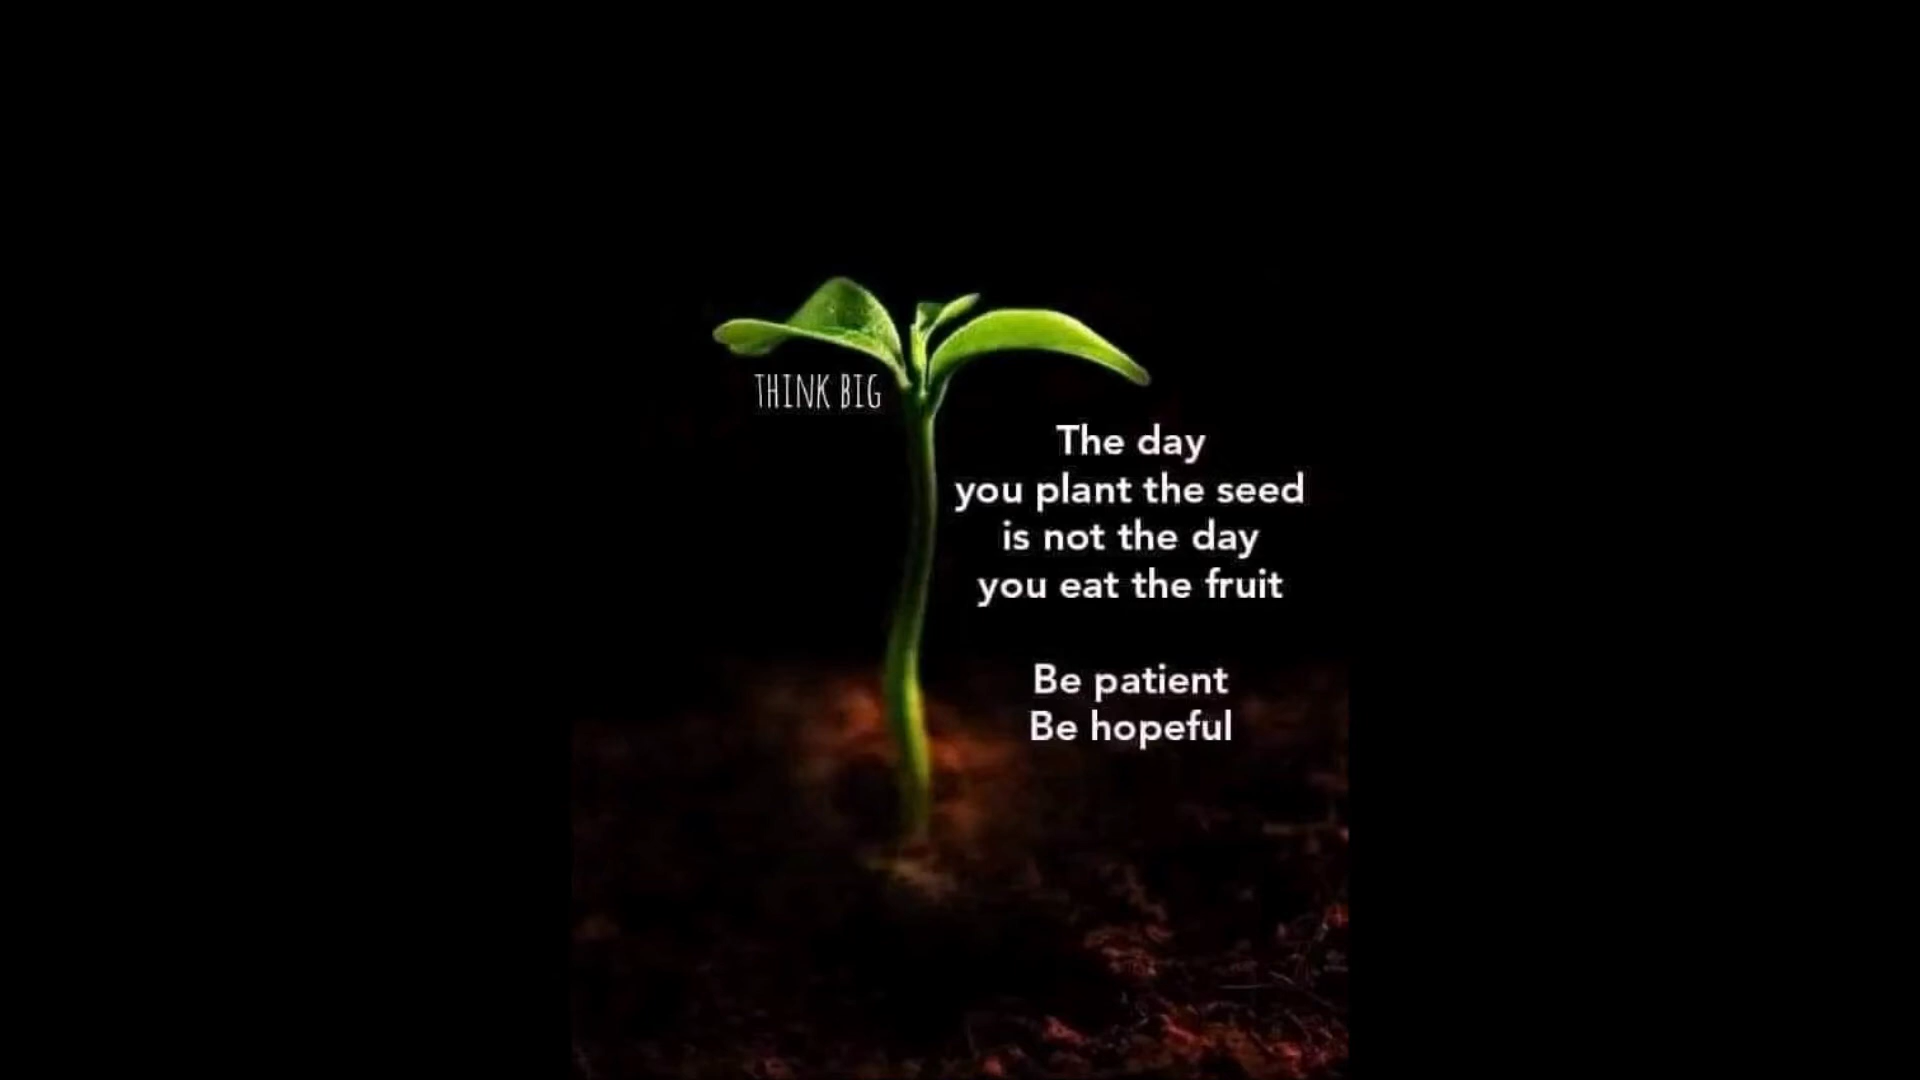 THINK BIG
The day
you plant the seed
is not the day
you eat the fruit
Be patient
Be hopeful